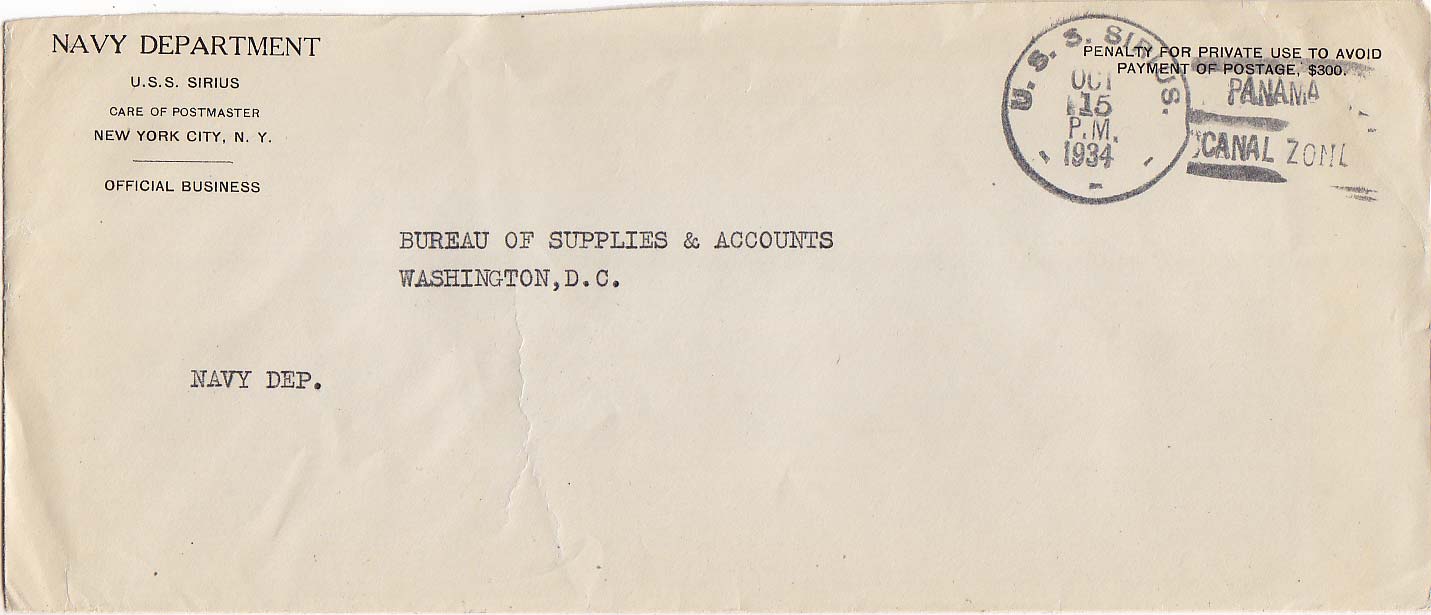 NAVY DEPARTMENT
U.S.S. SIRIUS
CARE OF POSTMASTER
NEW YORK CITY, N. Y.
OFFICIAL BUSINESS
PENALTY FOR PRIVATE USE TO AVOID
PAYMENT OF POSTAGE, $300.
U. S. S. SIRIUS.
OCT
15
P.M.
1934
PANAMA
CANAL ZONE
BUREAU OF SUPPLIES & ACCOUNTS
WASHINGTON,D.C.
NAVY DEP.